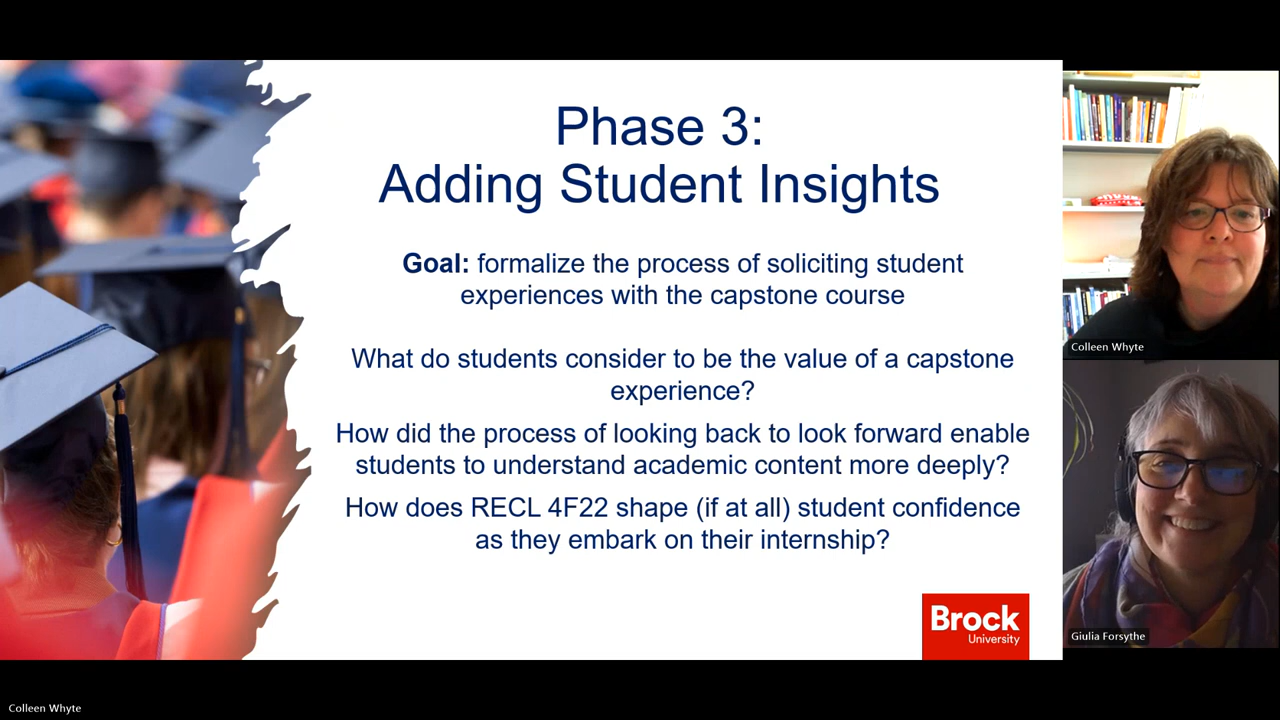 Phase 3:
Adding Student Insights
Goal: formalize the process of soliciting student
experiences with the capstone course
What do students consider to be the value of a capstone
experience?
How did the process of looking back to look forward enable
students to understand academic content more deeply?
How does RECL 4F22 shape (if at all) student confidence
as they embark on their internship?
Brock
University
Colleen Whyte
Giulia Forsythe
Colleen Whyte